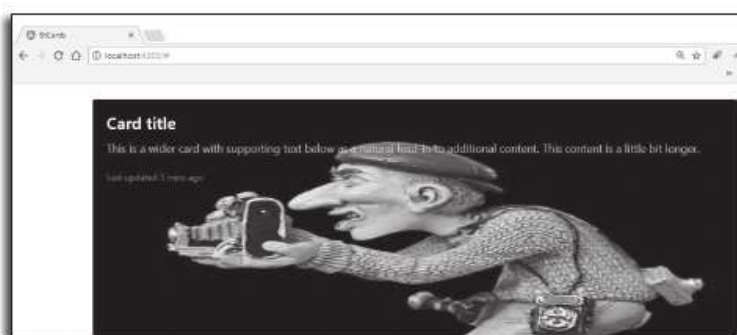 BtCards
localhost:4200/#
Card title
This is a wider card with supporting text below as a natural lead-in to additional content. This content is a little bit longer.
Last updated 3 mins ago